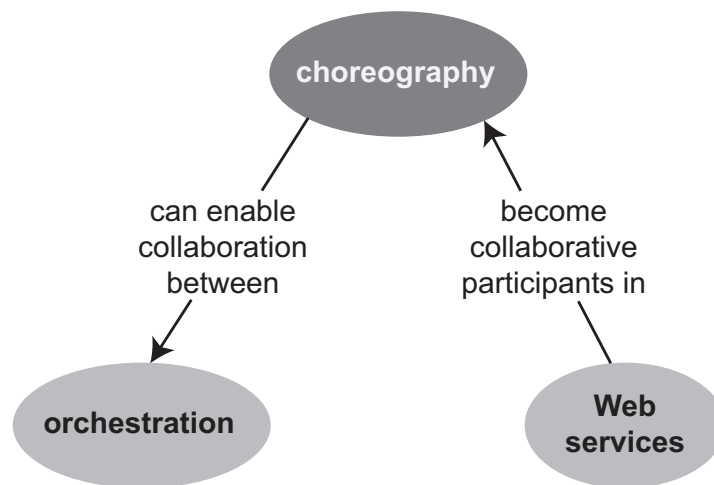 choreography
can enable
collaboration
between
become
collaborative
participants in
orchestration
Web
services